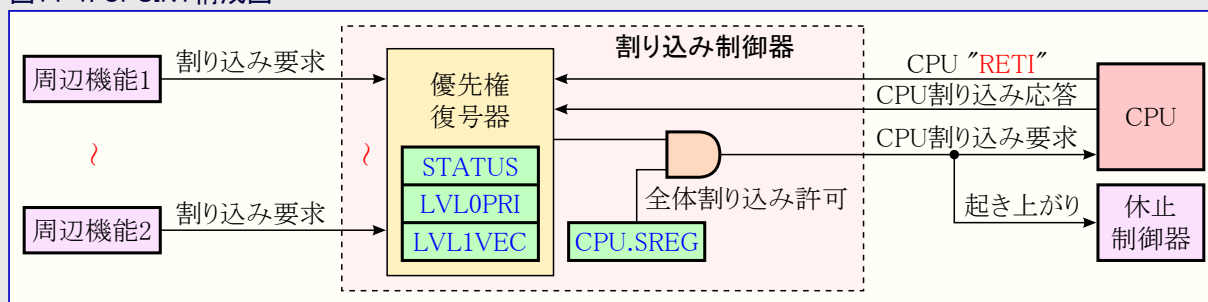 割り込み制御器
周辺機能1
割り込み要求
優先権
復号器
CPU "RETI"
CPU割り込み応答
CPU割り込み要求
CPU
STATUS
LVL0PRI
LVL1VEC
全体割り込み許可
CPU.SREG
周辺機能2
割り込み要求
起き上がり
休止
制御器